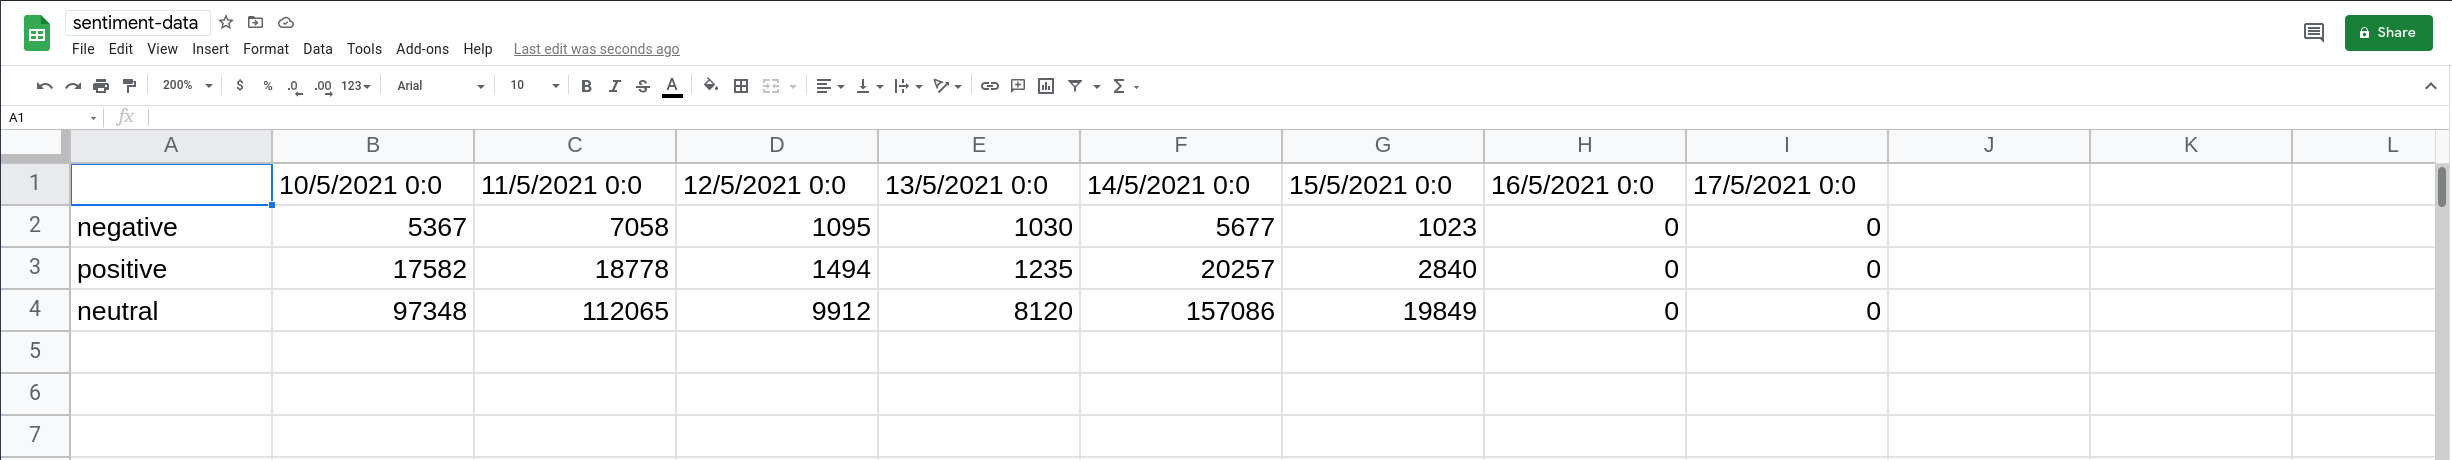 sentiment-data
File Edit View Insert Format Data Tools Add-ons Help Last edit was seconds ago
Share
200% $ % .0 .00 123 Arial 10 B I S A Σ
A1 fx
A B C D E F G H I J K L
1 10/5/2021 0:0 11/5/2021 0:0 12/5/2021 0:0 13/5/2021 0:0 14/5/2021 0:0 15/5/2021 0:0 16/5/2021 0:0 17/5/2021 0:0
2 negative 5367 7058 1095 1030 5677 1023 0 0
3 positive 17582 18778 1494 1235 20257 2840 0 0
4 neutral 97348 112065 9912 8120 157086 19849 0 0
5
6
7